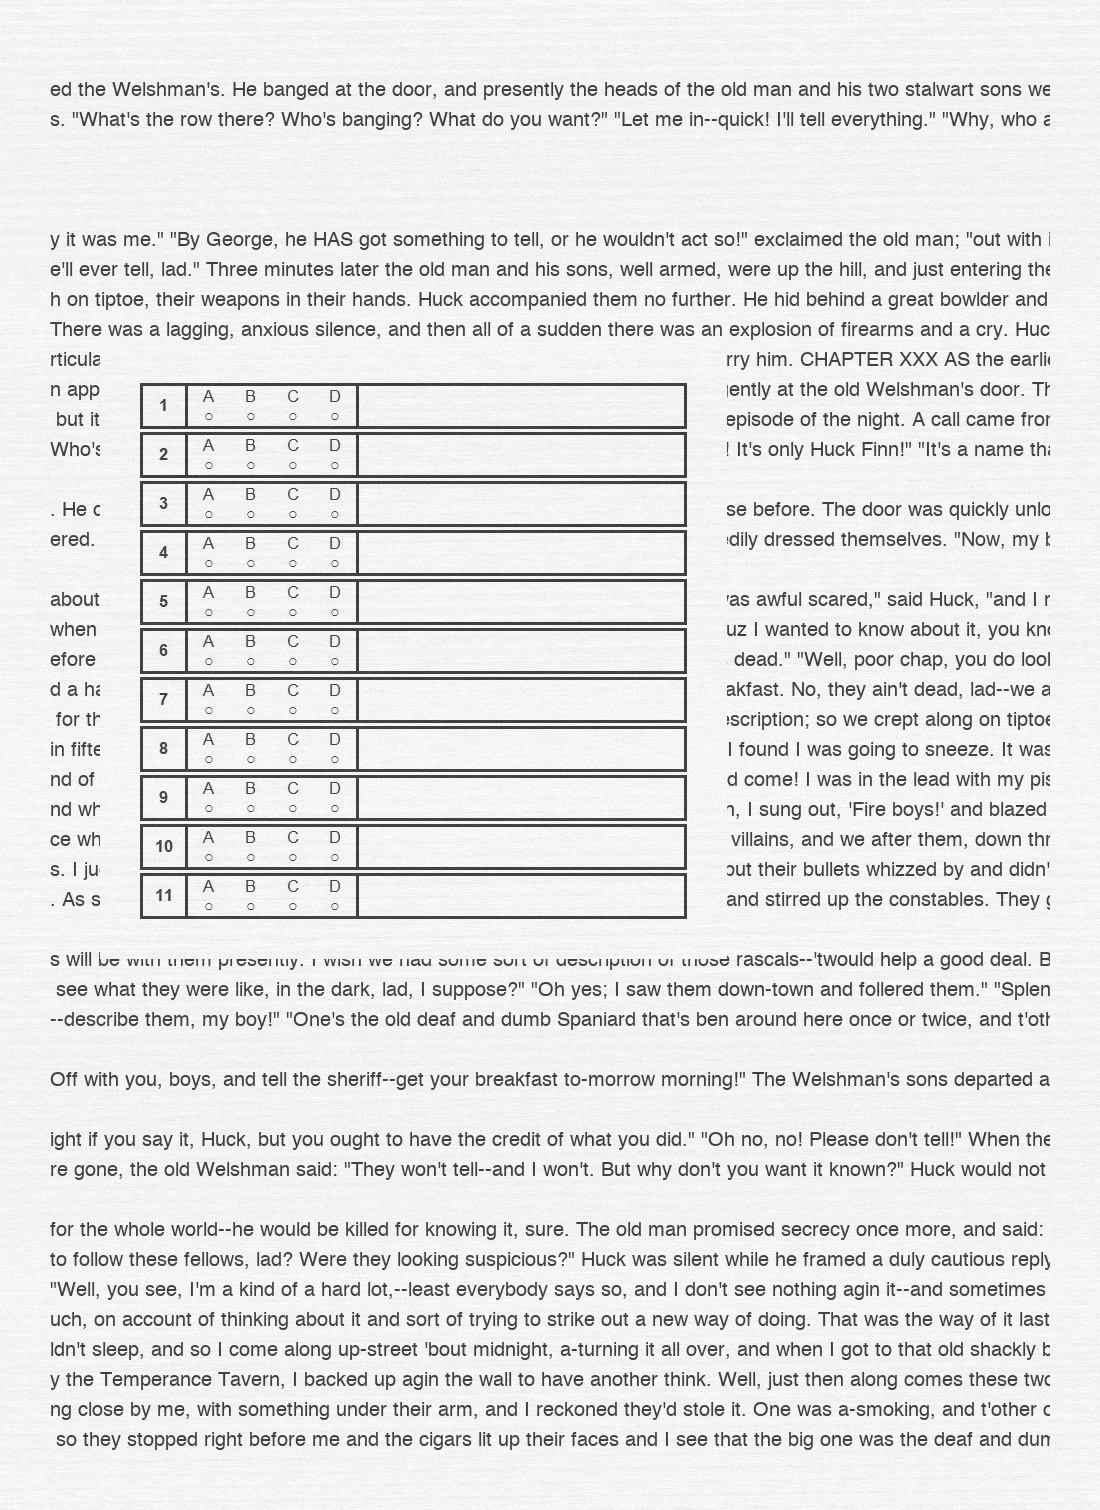 ed the Welshman's. He banged at the door, and presently the heads of the old man and his two stalwart sons we
s. "What's the row there? Who's banging? What do you want?" "Let me in--quick! I'll tell everything." "Why, who a
y it was me." "By George, he HAS got something to tell, or he wouldn't act so!" exclaimed the old man; "out with i
e'll ever tell, lad." Three minutes later the old man and his sons, well armed, were up the hill, and just entering the
h on tiptoe, their weapons in their hands. Huck accompanied them no further. He hid behind a great bowlder and
There was a lagging, anxious silence, and then all of a sudden there was an explosion of firearms and a cry. Huc
rticula rry him. CHAPTER XXX AS the earlie
n app ently at the old Welshman's door. Th
but it episode of the night. A call came from
Who's ! It's only Huck Finn!" "It's a name tha
. He se before. The door was quickly unlo
ered. edily dressed themselves. "Now, my b
about as awful scared," said Huck, "and I r
when uz I wanted to know about it, you kno
efore dead." "Well, poor chap, you do look
d a ha akfast. No, they ain't dead, lad--we a
for th scription; so we crept along on tiptoe
in fifte I found I was going to sneeze. It was
nd of d come! I was in the lead with my pis
nd wh n, I sung out, 'Fire boys!' and blazed
ce wh villains, and we after them, down thr
s. I ju but their bullets whizzed by and didn'
. As s and stirred up the constables. They g
1 A B C D
2 A B C D
3 A B C D
4 A B C D
5 A B C D
6 A B C D
7 A B C D
8 A B C D
9 A B C D
10 A B C D
11 A B C D
s will be with them presently. I wish we had some sort of description of those rascals--'twould help a good deal. B
see what they were like, in the dark, lad, I suppose?" "Oh yes; I saw them down-town and follered them." "Splen
--describe them, my boy!" "One's the old deaf and dumb Spaniard that's ben around here once or twice, and t'oth
Off with you, boys, and tell the sheriff--get your breakfast to-morrow morning!" The Welshman's sons departed a
ight if you say it, Huck, but you ought to have the credit of what you did." "Oh no, no! Please don't tell!" When the
re gone, the old Welshman said: "They won't tell--and I won't. But why don't you want it known?" Huck would not
for the whole world--he would be killed for knowing it, sure. The old man promised secrecy once more, and said:
to follow these fellows, lad? Were they looking suspicious?" Huck was silent while he framed a duly cautious reply
"Well, you see, I'm a kind of a hard lot,--least everybody says so, and I don't see nothing agin it--and sometimes
uch, on account of thinking about it and sort of trying to strike out a new way of doing. That was the way of it last
ldn't sleep, and so I come along up-street 'bout midnight, a-turning it all over, and when I got to that old shackly b
y the Temperance Tavern, I backed up agin the wall to have another think. Well, just then along comes these two
ng close by me, with something under their arm, and I reckoned they'd stole it. One was a-smoking, and t'other o
so they stopped right before me and the cigars lit up their faces and I see that the big one was the deaf and dum